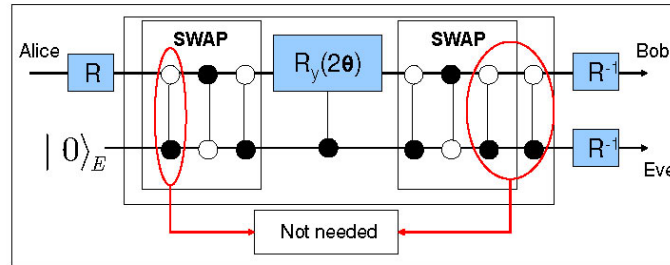 SWAP SWAP
Alice R R_y(2θ) R⁻¹ Bob
| 0⟩_E R⁻¹ Eve
Not needed